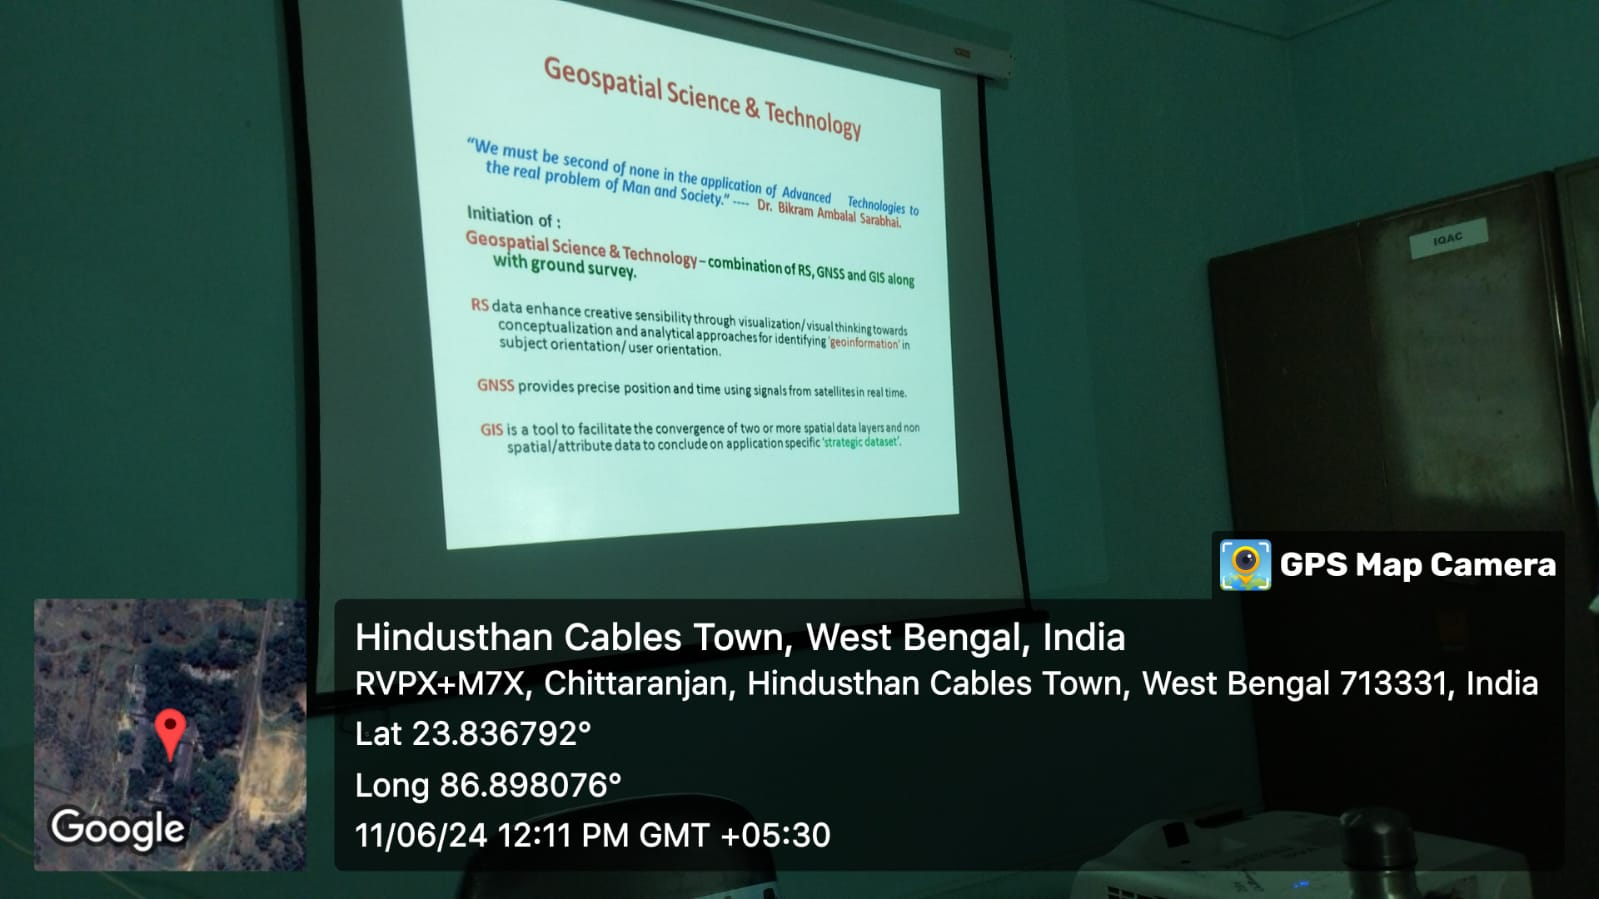 Geospatial Science & Technology
“We must be second of none in the application of Advanced Technologies to
the real problem of Man and Society.” ---- Dr. Bikram Ambalal Sarabhai.
Initiation of :
Geospatial Science & Technology – combination of RS, GNSS and GIS along
with ground survey.
RS data enhance creative sensibility through visualization/ visual thinking towards
conceptualization and analytical approaches for identifying 'geoinformation' in
subject orientation/ user orientation.
GNSS provides precise position and time using signals from satellites in real time.
GIS is a tool to facilitate the convergence of two or more spatial data layers and non
spatial/attribute data to conclude on application specific 'strategic dataset'.
IQAC
GPS Map Camera
Hindusthan Cables Town, West Bengal, India
RVPX+M7X, Chittaranjan, Hindusthan Cables Town, West Bengal 713331, India
Lat 23.836792°
Long 86.898076°
11/06/24 12:11 PM GMT +05:30
Google